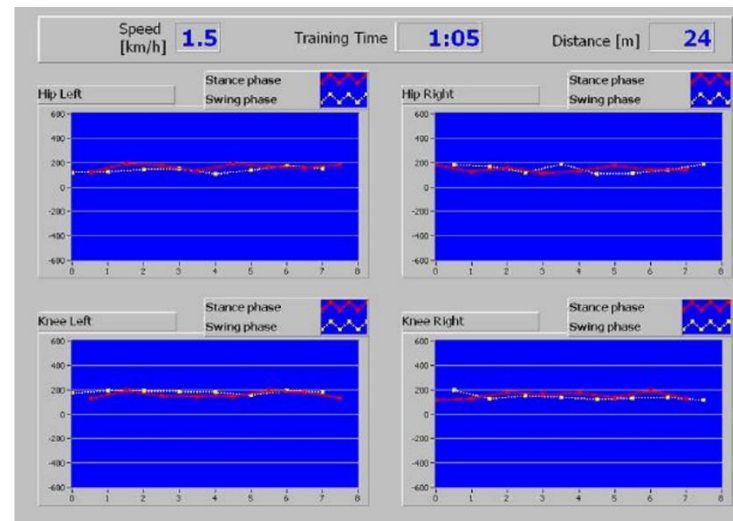 Speed [km/h] 1.5 Training Time 1:05 Distance [m] 24
Hip Left
Stance phase
Swing phase
600
400
200
0
-200
-400
-600
0 1 2 3 4 5 6 7 8
Hip Right
Stance phase
Swing phase
600
400
200
0
-200
-400
-600
0 1 2 3 4 5 6 7 8
Knee Left
Stance phase
Swing phase
600
400
200
0
-200
-400
-600
0 1 2 3 4 5 6 7 8
Knee Right
Stance phase
Swing phase
600
400
200
0
-200
-400
-600
0 1 2 3 4 5 6 7 8